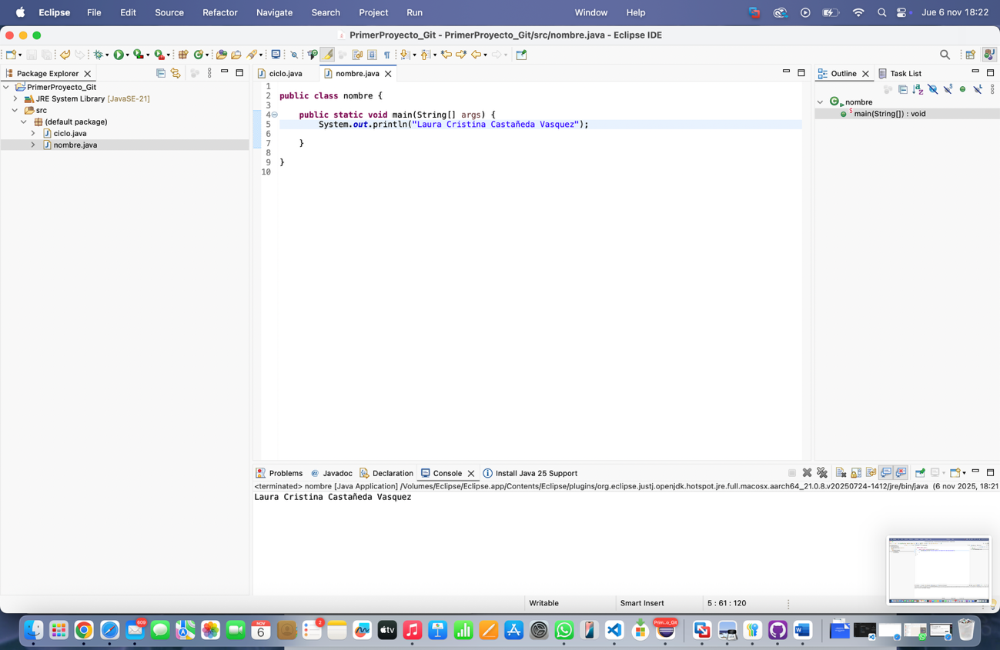 Eclipse File Edit Source Refactor Navigate Search Project Run Window Help Jue 6 nov 18:22
PrimerProyecto_Git - PrimerProyecto_Git/src/nombre.java - Eclipse IDE
Package Explorer
PrimerProyecto_Git
JRE System Library [JavaSE-21]
src
(default package)
ciclo.java
nombre.java
ciclo.java nombre.java
1
2 public class nombre {
3
4 public static void main(String[] args) {
5 System.out.println("Laura Cristina Castañeda Vasquez");
6
7 }
8
9 }
10
Outline Task List
nombre
main(String[]) : void
Problems Javadoc Declaration Console Install Java 25 Support
<terminated> nombre [Java Application] /Volumes/Eclipse/Eclipse.app/Contents/Eclipse/plugins/org.eclipse.justj.openjdk.hotspot.jre.full.macosx.aarch64_21.0.8.v20240724-1412/jre/bin/java (6 nov 2025, 18:21
Laura Cristina Castañeda Vasquez
Writable Smart Insert 5 : 61 : 120
609
NOV
6
2
tv
Prim...o_Git